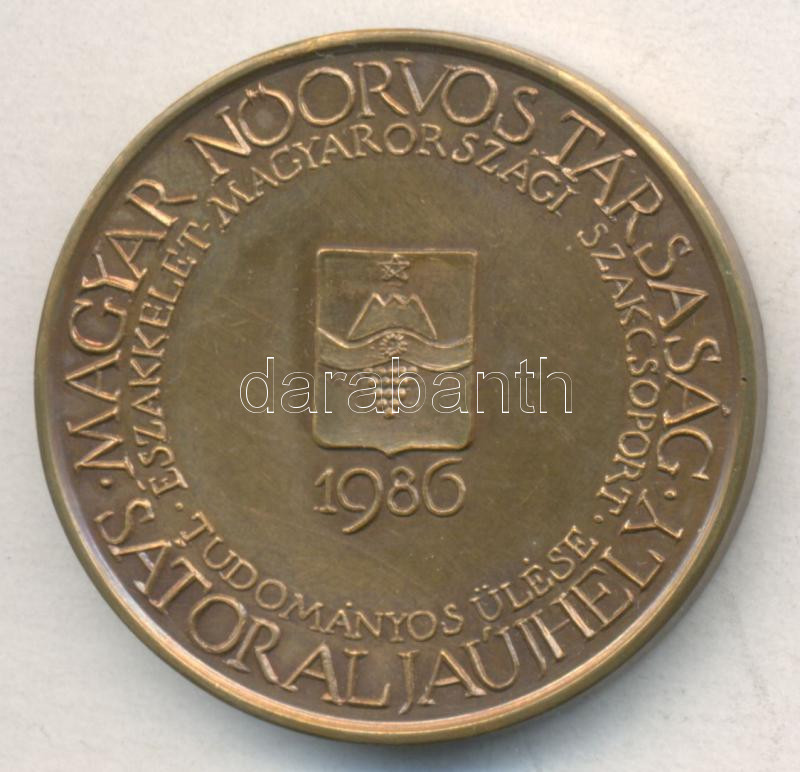 MAGYAR NŐORVOS TÁRSASÁG ·
SÁTORALJAÚJHELY ·
ÉSZAKKELET-MAGYARORSZÁGI SZAKCSOPORT ·
TUDOMÁNYOS ÜLÉSE ·
1986
darabanth